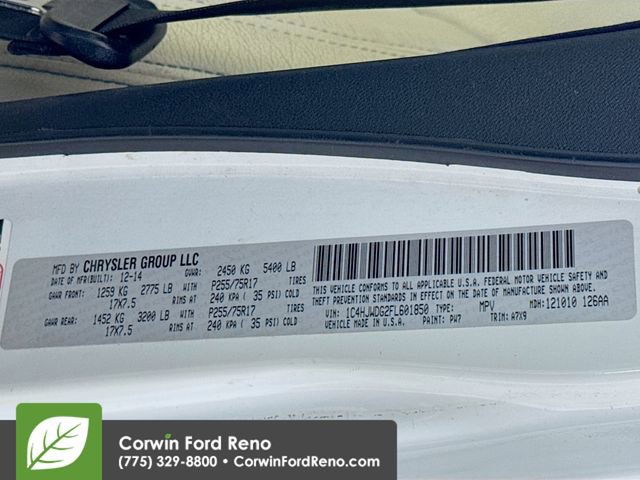 MFD BY CHRYSLER GROUP LLC
DATE OF MFR(BUILT): 12-14 GVWR: 2450 KG 5400 LB
GAWR FRONT: 1259 KG 2775 LB P255/75R17 TIRES
17X7.5 RIMS AT 240 KPA ( 35 PSI) COLD
GAWR REAR: 1452 KG 3200 LB P255/75R17 TIRES
17X7.5 RIMS AT 240 KPA ( 35 PSI) COLD
THIS VEHICLE CONFORMS TO ALL APPLICABLE U.S.A. FEDERAL MOTOR VEHICLE SAFETY AND
THEFT PREVENTION STANDARDS IN EFFECT ON THE DATE OF MANUFACTURE SHOWN ABOVE.
VIN: 1C4HJWDG2FL601850 TYPE: MPV MDH:121010 126AA
VEHICLE MADE IN U.S.A. PAINT: PW7 TRIM: A7X9
Corwin Ford Reno
(775) 329-8800 • CorwinFordReno.com